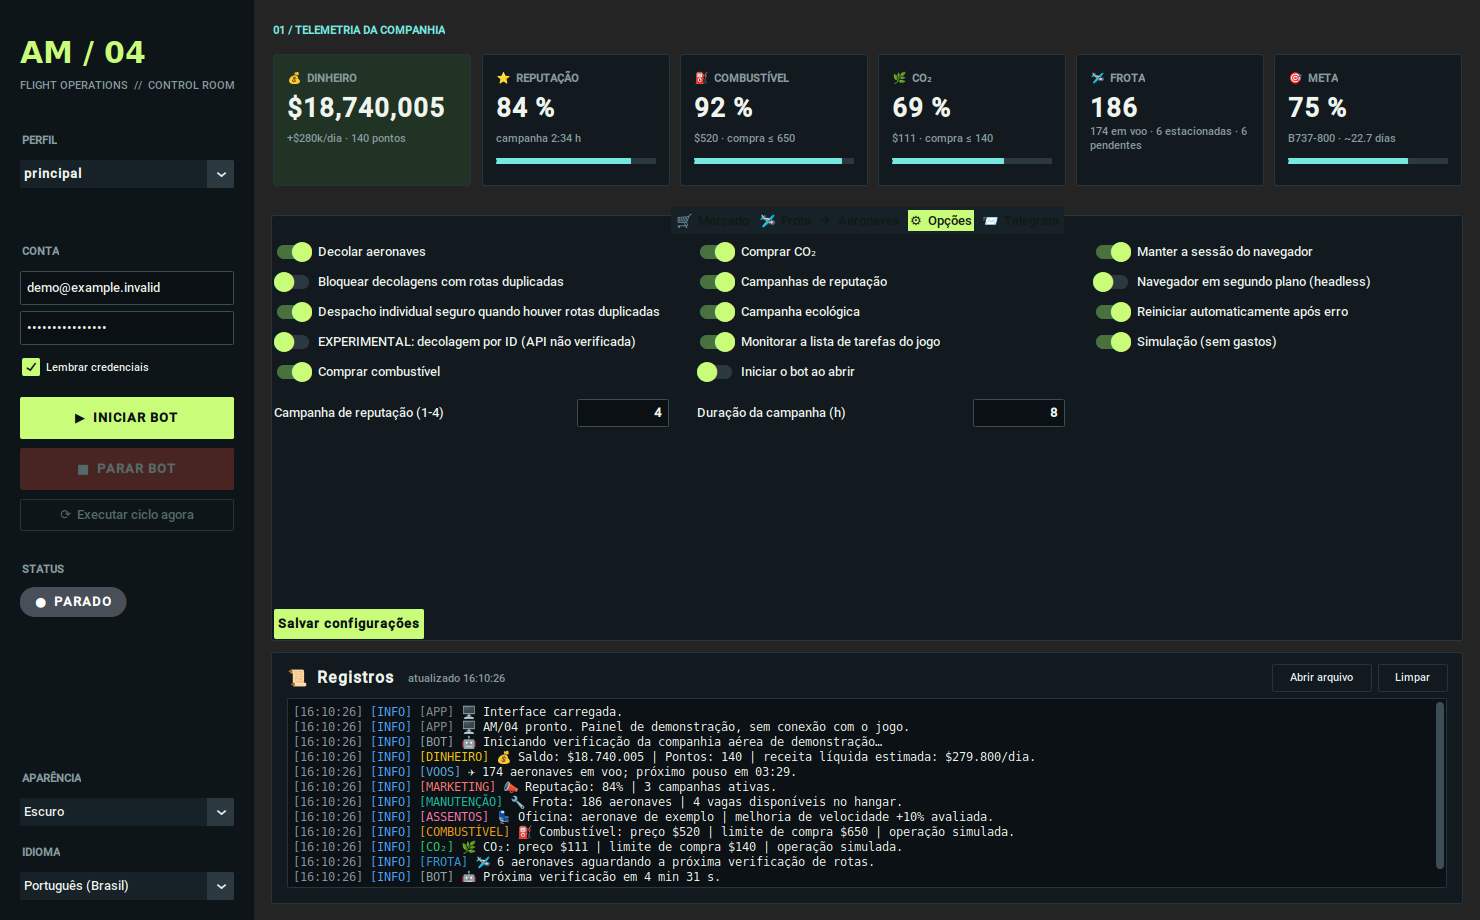 AM / 04
FLIGHT OPERATIONS // CONTROL ROOM
PERFIL
principal
CONTA
demo@example.invalid
••••••••••••••••
Lembrar credenciais
▶ INICIAR BOT
■ PARAR BOT
⟳ Executar ciclo agora
STATUS
● PARADO
APARÊNCIA
Escuro
IDIOMA
Português (Brasil)
01 / TELEMETRIA DA COMPANHIA
💰 DINHEIRO
$18,740,005
+$280k/dia · 140 pontos
⭐ REPUTAÇÃO
84 %
campanha 2:34 h
⛽ COMBUSTÍVEL
92 %
$520 · compra ≤ 650
🌿 CO₂
69 %
$111 · compra ≤ 140
🛩️ FROTA
186
174 em voo · 6 estacionadas · 6
pendentes
🎯 META
75 %
B737-800 · ~22.7 dias
🛒 Mercado 🛩️ Frota ✈ Aeronaves ⚙ Opções 📨 Telegram
Decolar aeronaves
Bloquear decolagens com rotas duplicadas
Despacho individual seguro quando houver rotas duplicadas
EXPERIMENTAL: decolagem por ID (API não verificada)
Comprar combustível
Comprar CO₂
Campanhas de reputação
Campanha ecológica
Monitorar a lista de tarefas do jogo
Iniciar o bot ao abrir
Manter a sessão do navegador
Navegador em segundo plano (headless)
Reiniciar automaticamente após erro
Simulação (sem gastos)
Campanha de reputação (1-4) 4
Duração da campanha (h) 8
Salvar configurações
📜 Registros atualizado 16:10:26
Abrir arquivo
Limpar
[16:10:26] [INFO] [APP] 🖥️ Interface carregada.
[16:10:26] [INFO] [APP] 🖥️ AM/04 pronto. Painel de demonstração, sem conexão com o jogo.
[16:10:26] [INFO] [BOT] 🤖 Iniciando verificação da companhia aérea de demonstração…
[16:10:26] [INFO] [DINHEIRO] 💰 Saldo: $18.740.005 | Pontos: 140 | receita líquida estimada: $279.800/dia.
[16:10:26] [INFO] [VOOS] ✈ 174 aeronaves em voo; próximo pouso em 03:29.
[16:10:26] [INFO] [MARKETING] 📣 Reputação: 84% | 3 campanhas ativas.
[16:10:26] [INFO] [MANUTENÇÃO] 🔧 Frota: 186 aeronaves | 4 vagas disponíveis no hangar.
[16:10:26] [INFO] [ASSENTOS] 💺 Oficina: aeronave de exemplo | melhoria de velocidade +10% avaliada.
[16:10:26] [INFO] [COMBUSTÍVEL] ⛽ Combustível: preço $520 | limite de compra $650 | operação simulada.
[16:10:26] [INFO] [CO₂] 🌿 CO₂: preço $111 | limite de compra $140 | operação simulada.
[16:10:26] [INFO] [FROTA] 🛩️ 6 aeronaves aguardando a próxima verificação de rotas.
[16:10:26] [INFO] [BOT] 🤖 Próxima verificação em 4 min 31 s.